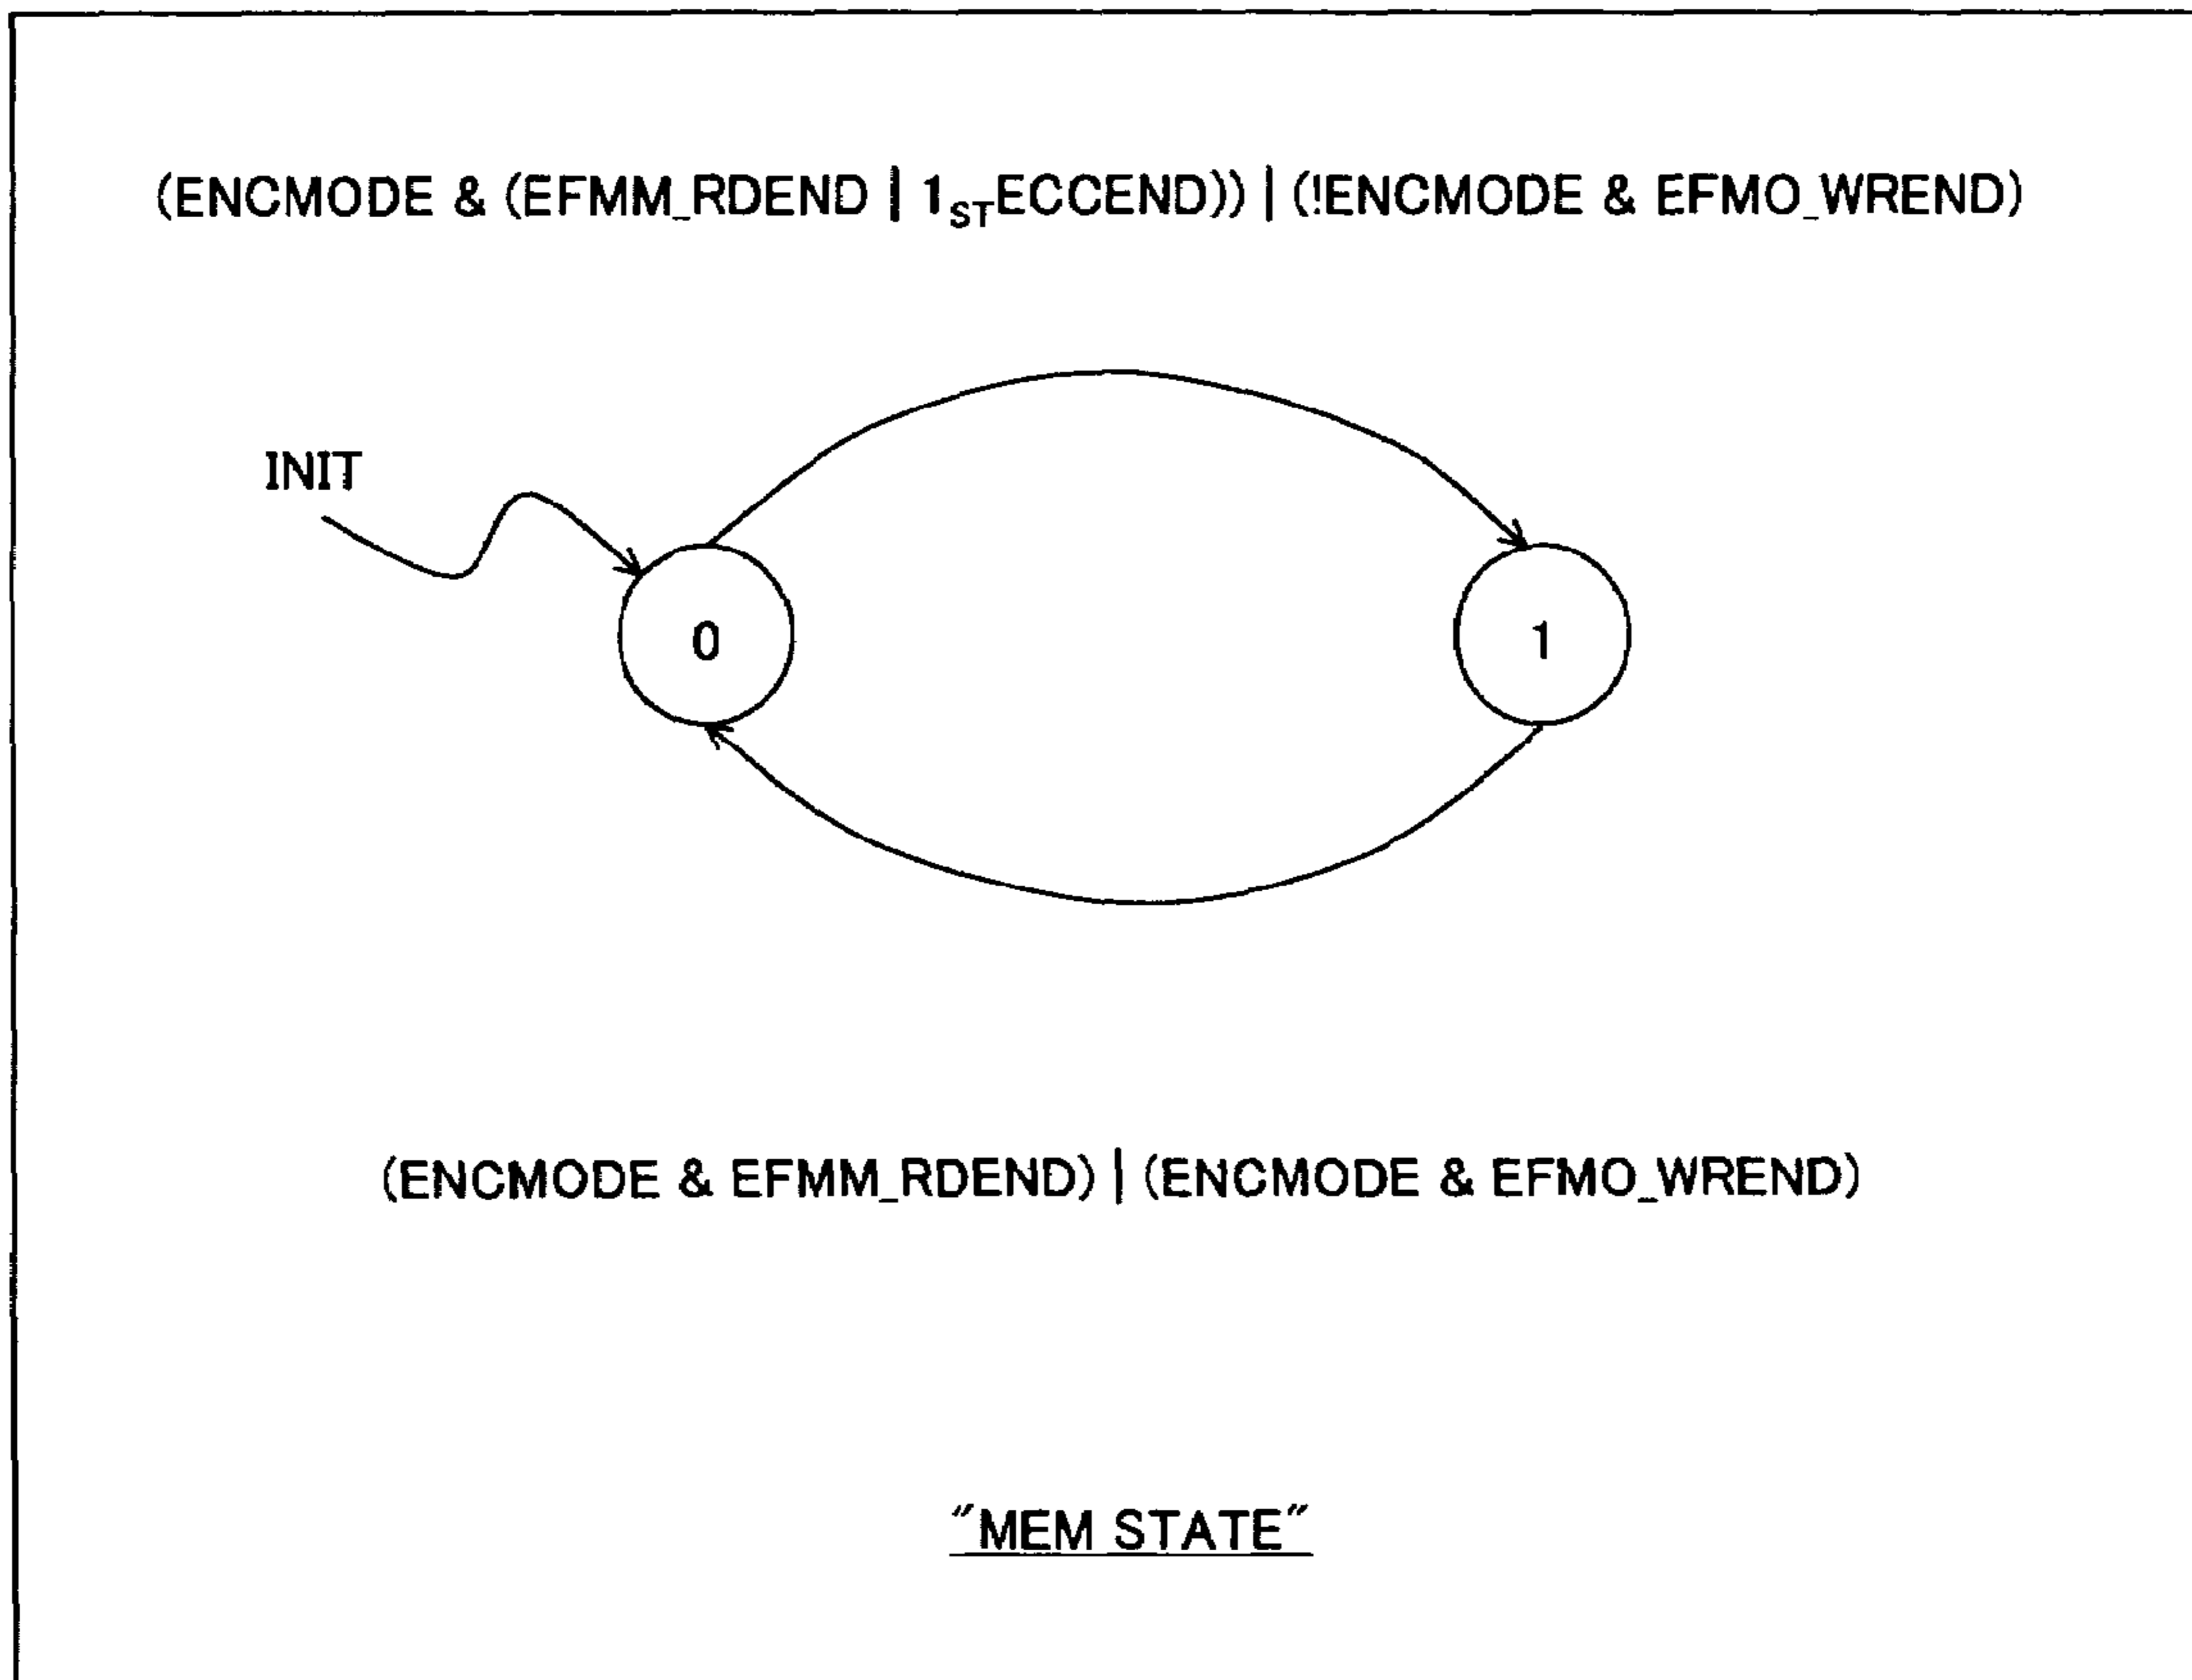 (ENCMODE & (EFMM_RDEND | 1STECCEND)) | (!ENCMODE & EFMO_WREND)
INIT
0
1
(ENCMODE & EFMM_RDEND) | (ENCMODE & EFMO_WREND)
"MEM STATE"